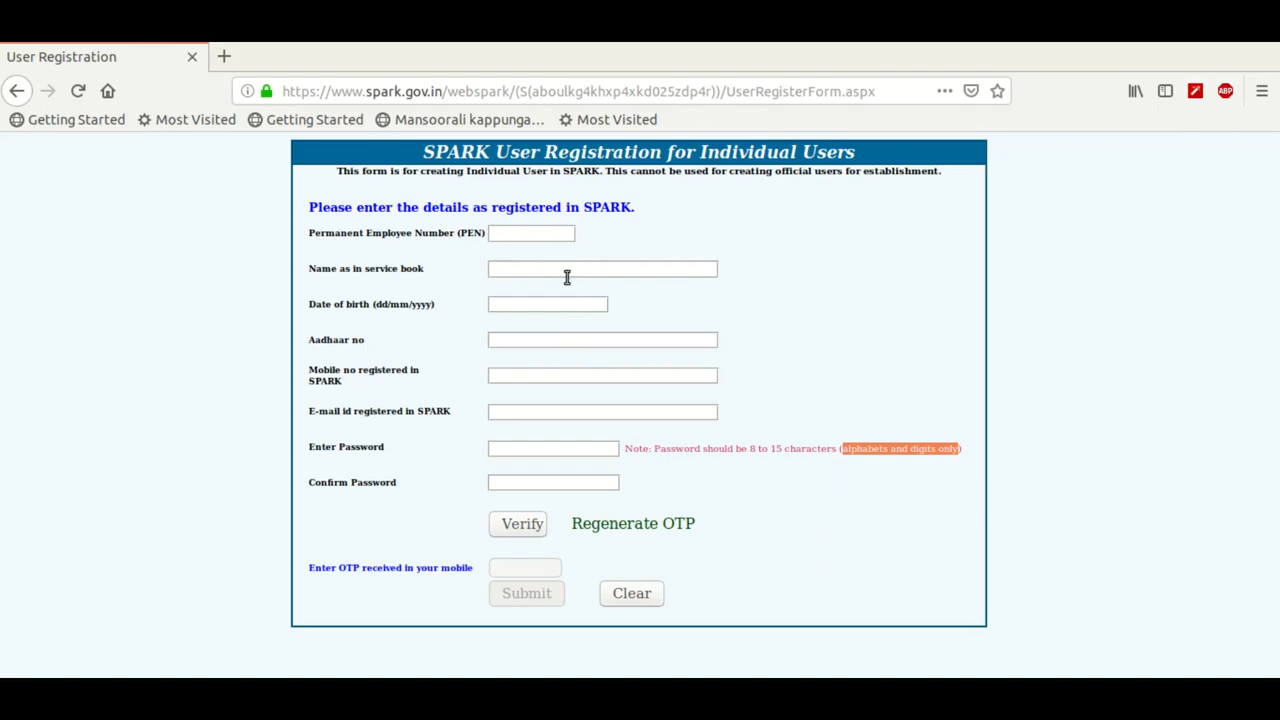 User Registration
https://www.spark.gov.in/webspark/(S(aboulkg4khxp4xkd025zdp4r))/UserRegisterForm.aspx
ABP
Getting Started
Most Visited
Getting Started
Mansoorali kappunga...
Most Visited
SPARK User Registration for Individual Users
This form is for creating Individual User in SPARK. This cannot be used for creating official users for establishment.
Please enter the details as registered in SPARK.
Permanent Employee Number (PEN)
Name as in service book
Date of birth (dd/mm/yyyy)
Aadhaar no
Mobile no registered in
SPARK
E-mail id registered in SPARK
Enter Password
Note: Password should be 8 to 15 characters (alphabets and digits only)
Confirm Password
Verify
Regenerate OTP
Enter OTP received in your mobile
Submit
Clear